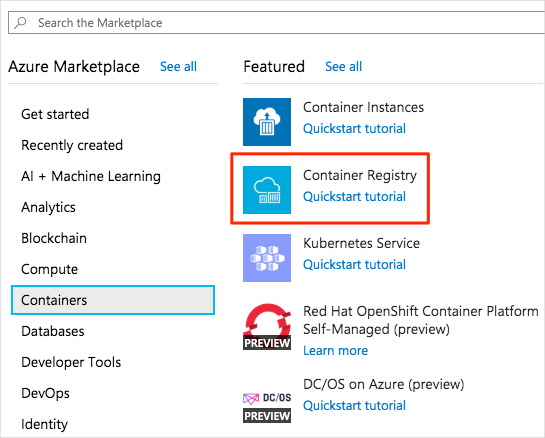 Search the Marketplace
Azure Marketplace See all
Get started
Recently created
AI + Machine Learning
Analytics
Blockchain
Compute
Containers
Databases
Developer Tools
DevOps
Identity
Featured See all
Container Instances
Quickstart tutorial
Container Registry
Quickstart tutorial
Kubernetes Service
Quickstart tutorial
PREVIEW
Red Hat OpenShift Container Platform
Self-Managed (preview)
Learn more
DC/OS
PREVIEW
DC/OS on Azure (preview)
Quickstart tutorial